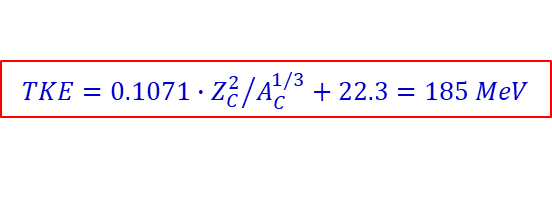 TKE = 0.1071 · Z_C^2/A_C^{1/3} + 22.3 = 185 MeV